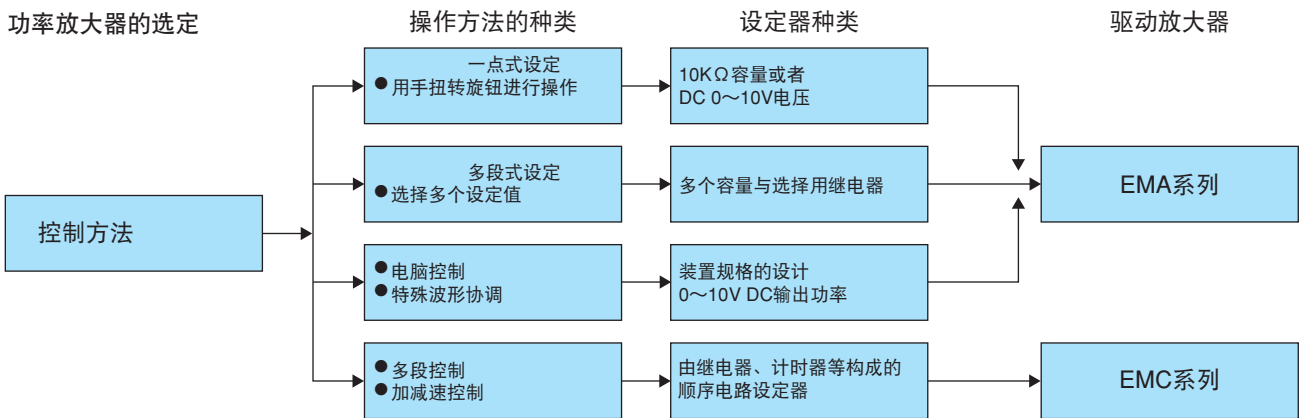 功率放大器的选定
操作方法的种类
设定器种类
驱动放大器
控制方法
一点式设定
●用手扭转旋钮进行操作
10KΩ容量或者
DC 0～10V电压
多段式设定
●选择多个设定值
多个容量与选择用继电器
EMA系列
●电脑控制
●特殊波形协调
装置规格的设计
0～10V DC输出功率
●多段控制
●加减速控制
由继电器、计时器等构成的
顺序电路设定器
EMC系列